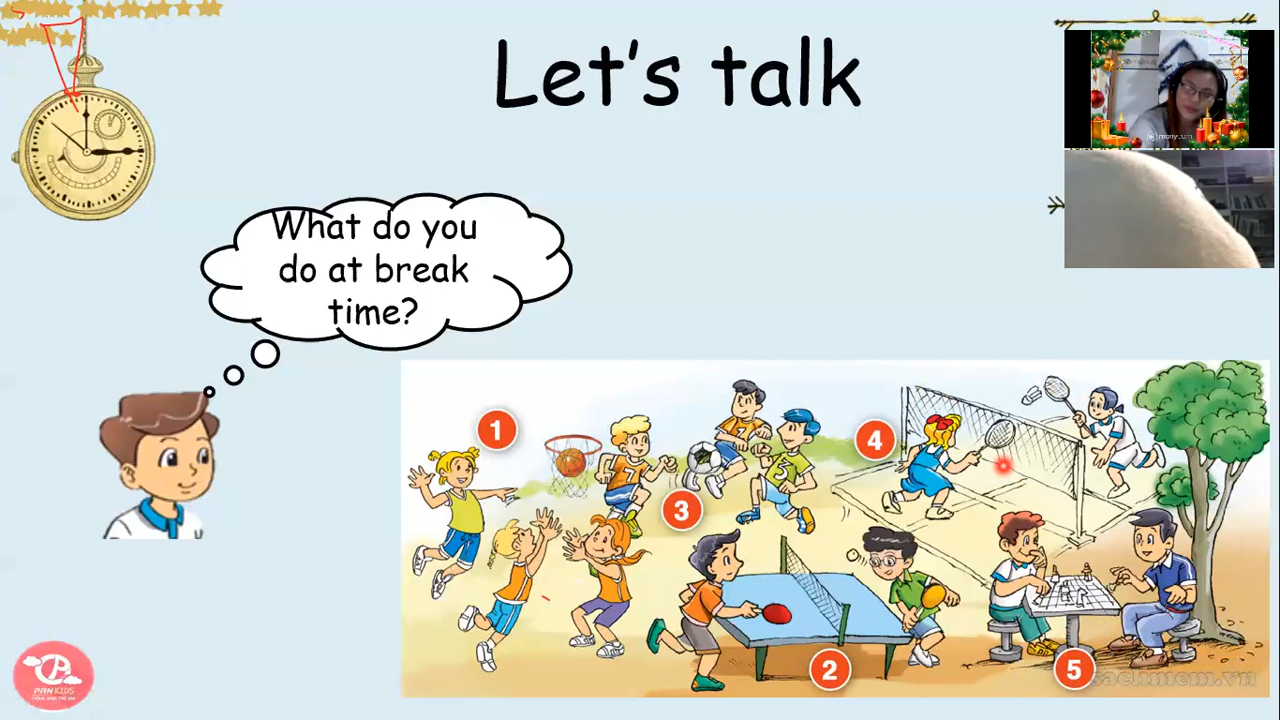 Let's talk
What do you
do at break
time?
1
3
4
2
5
PAN KIDS
sachmem.vn